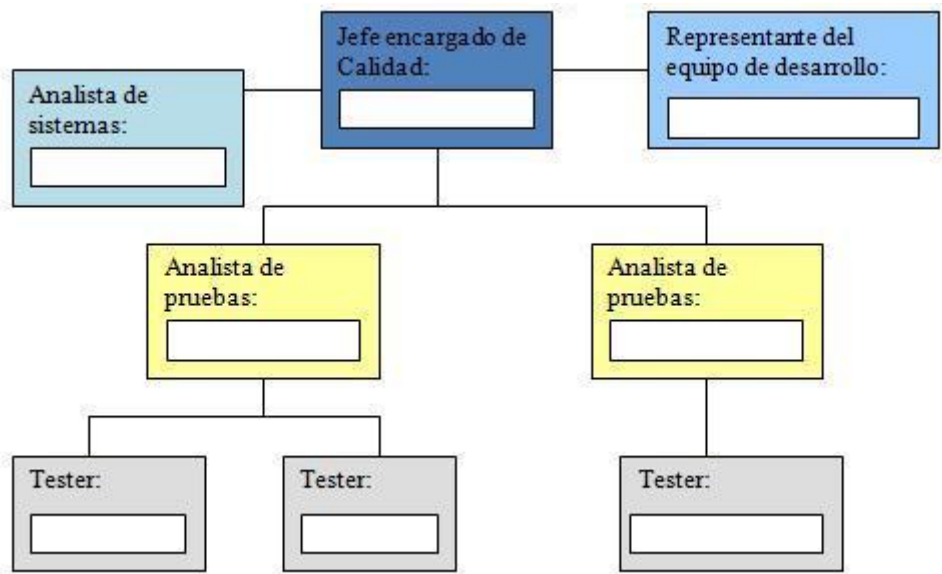 Jefe encargado de
Calidad:
Representante del
equipo de desarrollo:
Analista de
sistemas:
Analista de
pruebas:
Analista de
pruebas:
Tester:
Tester:
Tester: